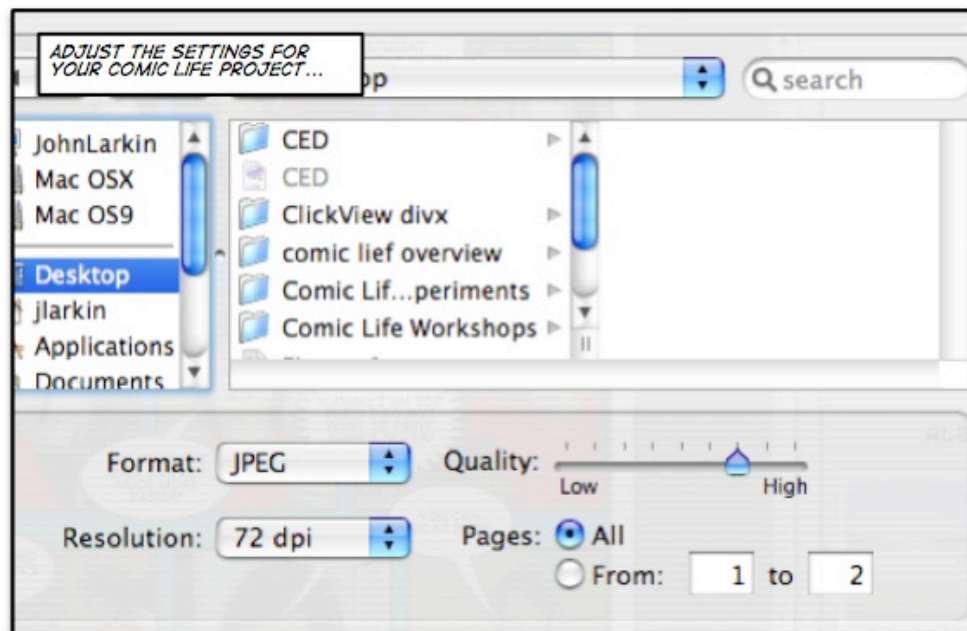 ADJUST THE SETTINGS FOR
YOUR COMIC LIFE PROJECT...
search
JohnLarkin
Mac OSX
Mac OS9
Desktop
jlarkin
Applications
Documents
CED
CED
ClickView divx
comic lief overview
Comic Lif...periments
Comic Life Workshops
Format: JPEG
Quality:
Low High
Resolution: 72 dpi
Pages: All
From: 1 to 2